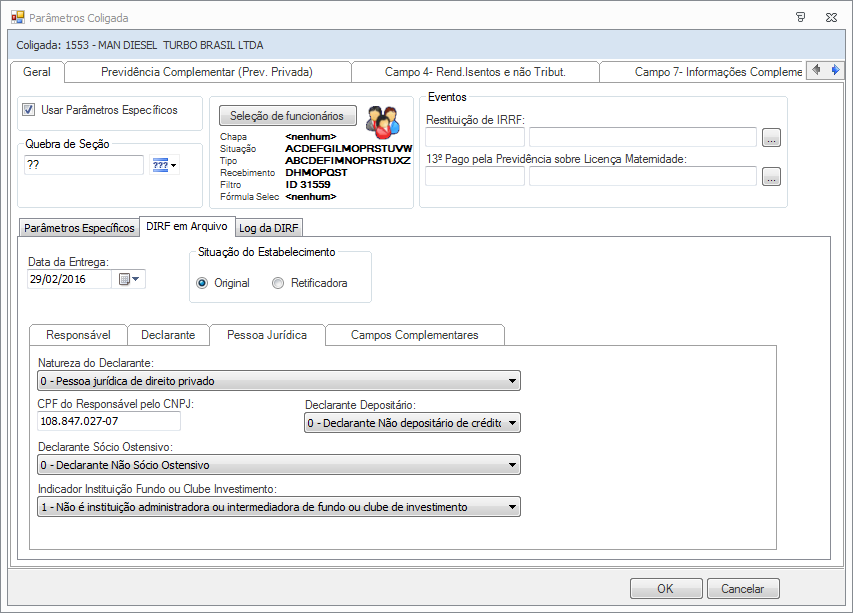 Parâmetros Coligada
Coligada: 1553 - MAN DIESEL  TURBO BRASIL LTDA
Geral
Previdência Complementar (Prev. Privada)
Campo 4- Rend.Isentos e não Tribut.
Campo 7- Informações Compleme
Usar Parâmetros Específicos
Quebra de Seção
??
???
Seleção de funcionários
Chapa <nenhum>
Situação ACDEFGILMOPRSTUVW
Tipo ABCDEFIMNOPRSTUXZ
Recebimento DHMOPQST
Filtro ID 31559
Fórmula Selec <nenhum>
Eventos
Restituição de IRRF:
...
13º Pago pela Previdência sobre Licença Maternidade:
...
Parâmetros Específicos
DIRF em Arquivo
Log da DIRF
Data da Entrega:
29/02/2016
Situação do Estabelecimento
Original
Retificadora
Responsável
Declarante
Pessoa Jurídica
Campos Complementares
Natureza do Declarante:
0 - Pessoa jurídica de direito privado
CPF do Responsável pelo CNPJ:
108.847.027-07
Declarante Depositário:
0 - Declarante Não depositário de crédito
Declarante Sócio Ostensivo:
0 - Declarante Não Sócio Ostensivo
Indicador Instituição Fundo ou Clube Investimento:
1 - Não é instituição administradora ou intermediadora de fundo ou clube de investimento
OK
Cancelar